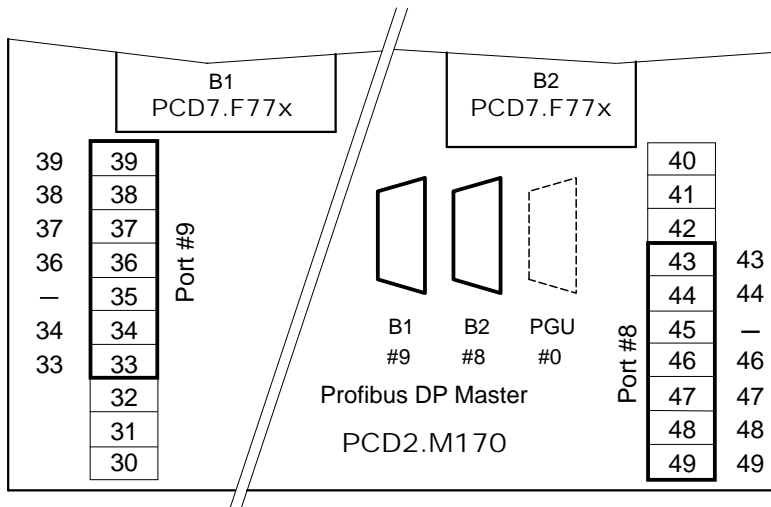 B1
PCD7.F77x
B2
PCD7.F77x
39 39
38 38
37 37
36 36
— 35
34 34
33 33
32
31
30
Port #9
B1 B2 PGU
#9 #8 #0
Profibus DP Master
PCD2.M170
Port #8
40
41
42
43 43
44 44
45 —
46 46
47 47
48 48
49 49